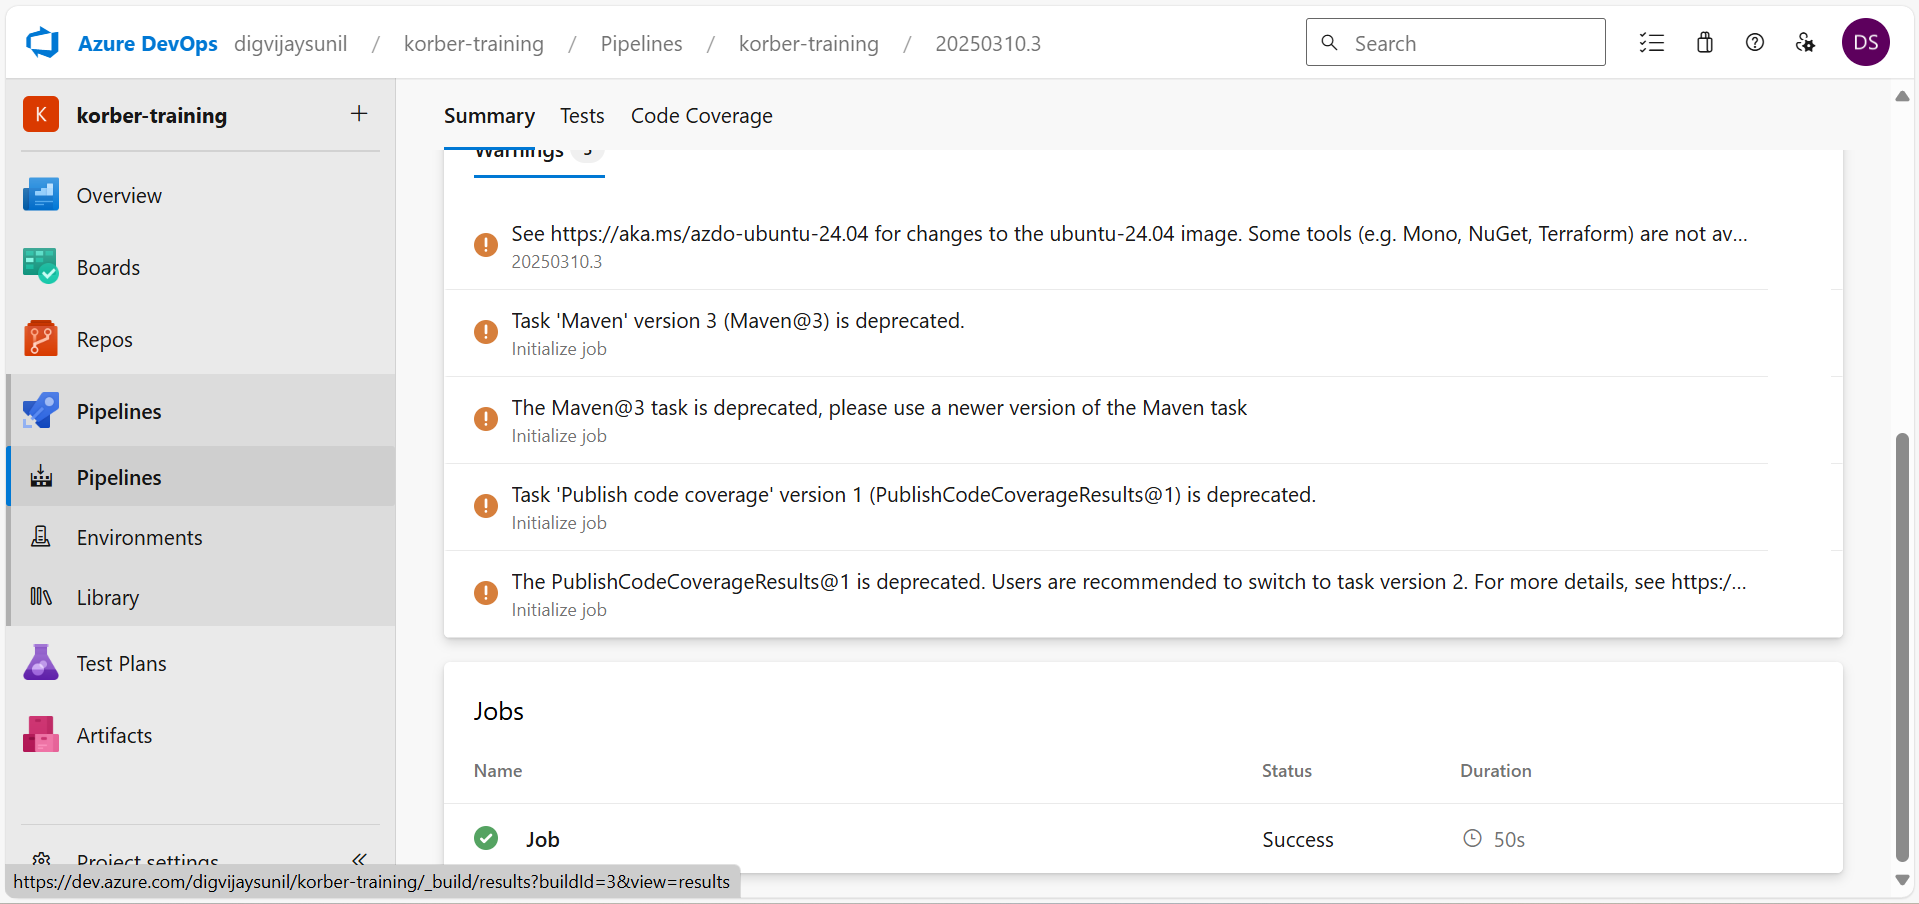 Azure DevOps digvijaysunil / korber-training / Pipelines / korber-training / 20250310.3
Search
DS
K korber-training +
Overview
Boards
Repos
Pipelines
Pipelines
Environments
Library
Test Plans
Artifacts
Project settings
https://dev.azure.com/digvijaysunil/korber-training/_build/results?buildId=3&view=results
Summary Tests Code Coverage
Warnings 5
See https://aka.ms/azdo-ubuntu-24.04 for changes to the ubuntu-24.04 image. Some tools (e.g. Mono, NuGet, Terraform) are not av...
20250310.3
Task 'Maven' version 3 (Maven@3) is deprecated.
Initialize job
The Maven@3 task is deprecated, please use a newer version of the Maven task
Initialize job
Task 'Publish code coverage' version 1 (PublishCodeCoverageResults@1) is deprecated.
Initialize job
The PublishCodeCoverageResults@1 is deprecated. Users are recommended to switch to task version 2. For more details, see https:/...
Initialize job
Jobs
Name Status Duration
Job Success 50s